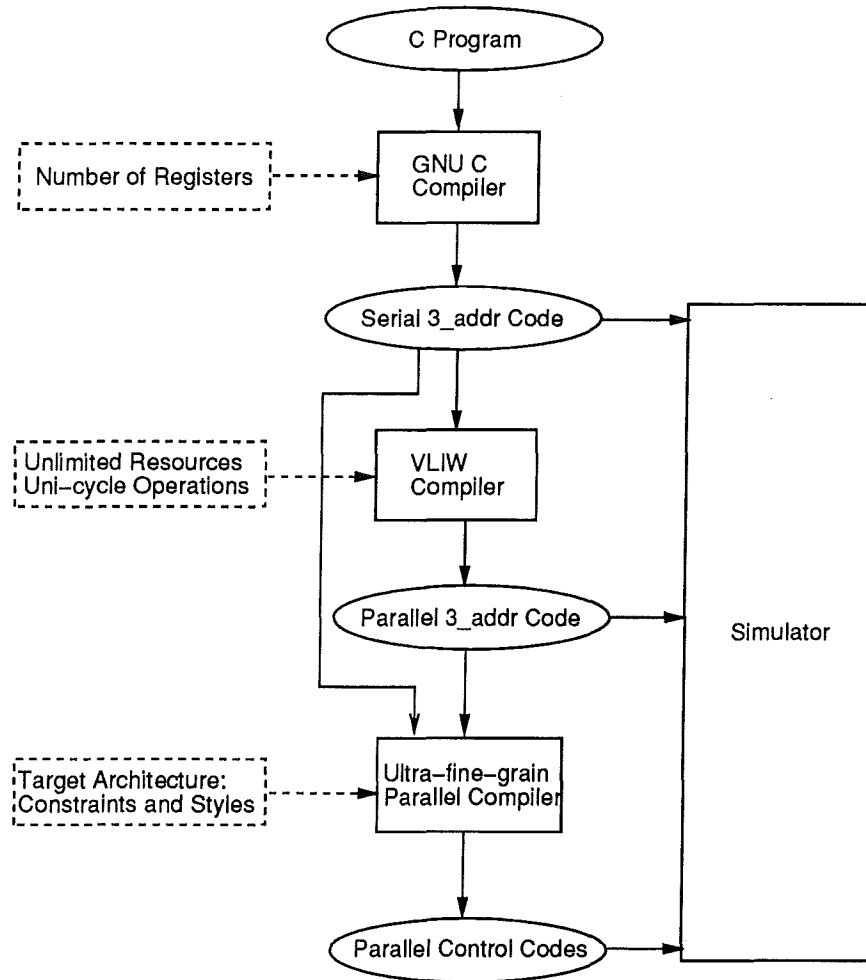 C Program
GNU C
Compiler
Number of Registers
Serial 3_addr Code
VLIW
Compiler
Unlimited Resources
Uni-cycle Operations
Parallel 3_addr Code
Simulator
Ultra-fine-grain
Parallel Compiler
Target Architecture:
Constraints and Styles
Parallel Control Codes